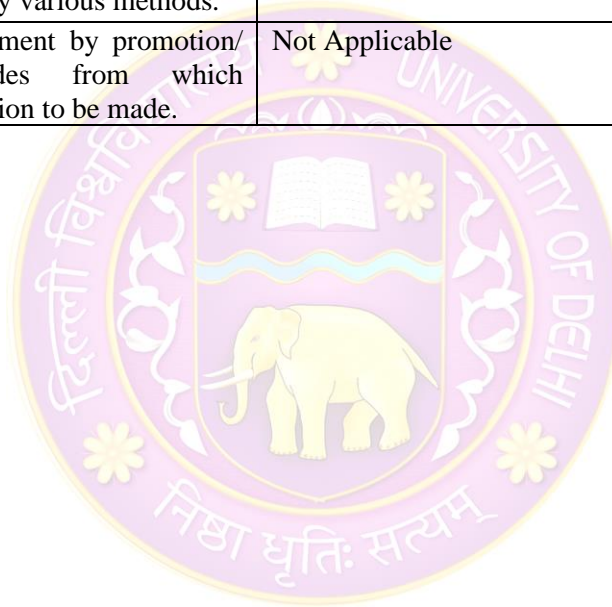 y various methods.
ment by promotion/ Not Applicable
des from which
ion to be made.
दिल्ली विश्वविद्यालय
UNIVERSITY OF DELHI
निष्ठा धृतिः सत्यम्